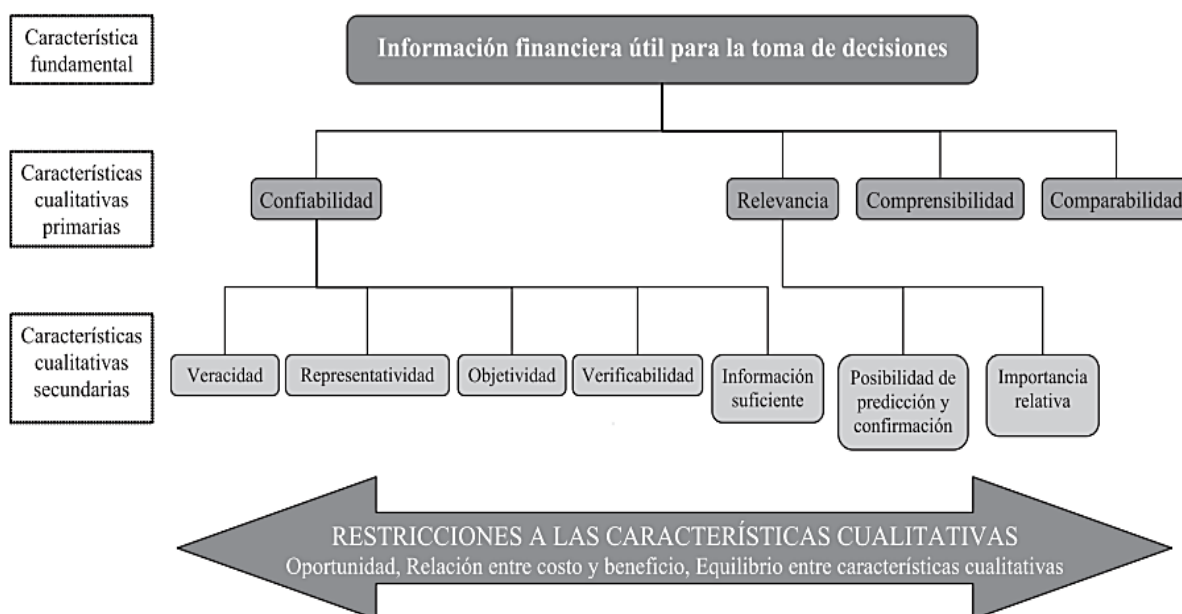 Característica
fundamental
Información financiera útil para la toma de decisiones
Características
cualitativas
primarias
Confiabilidad
Relevancia
Comprensibilidad
Comparabilidad
Características
cualitativas
secundarias
Veracidad
Representatividad
Objetividad
Verificabilidad
Información
suficiente
Posibilidad de
predicción y
confirmación
Importancia
relativa
RESTRICCIONES A LAS CARACTERÍSTICAS CUALITATIVAS
Oportunidad, Relación entre costo y beneficio, Equilibrio entre características cualitativas